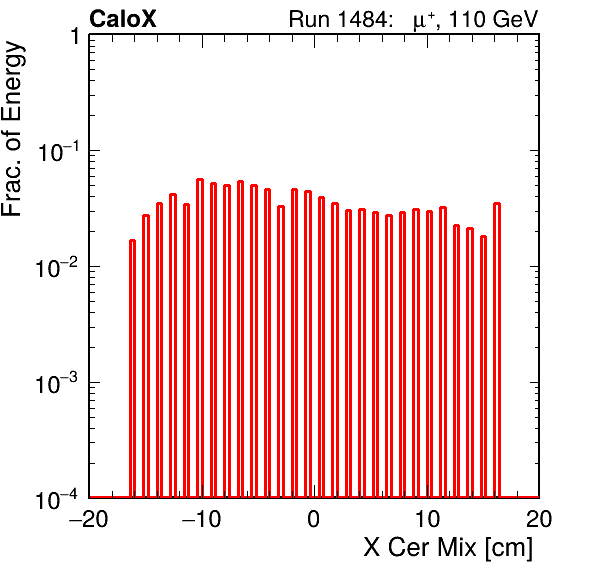 CaloX Run 1484: μ⁺, 110 GeV
Frac. of Energy
1
10⁻¹
10⁻²
10⁻³
10⁻⁴
−20 −10 0 10 20
X Cer Mix [cm]